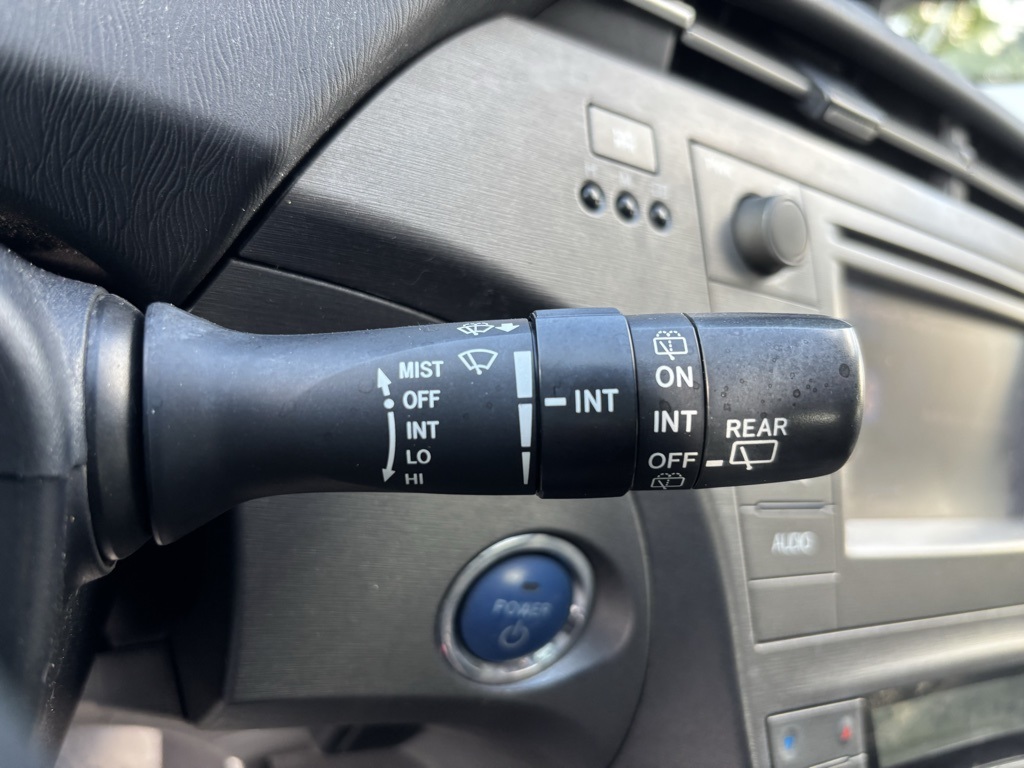 MIST
OFF
INT
LO
HI
INT
ON
INT
OFF
REAR
AUDIO
POWER